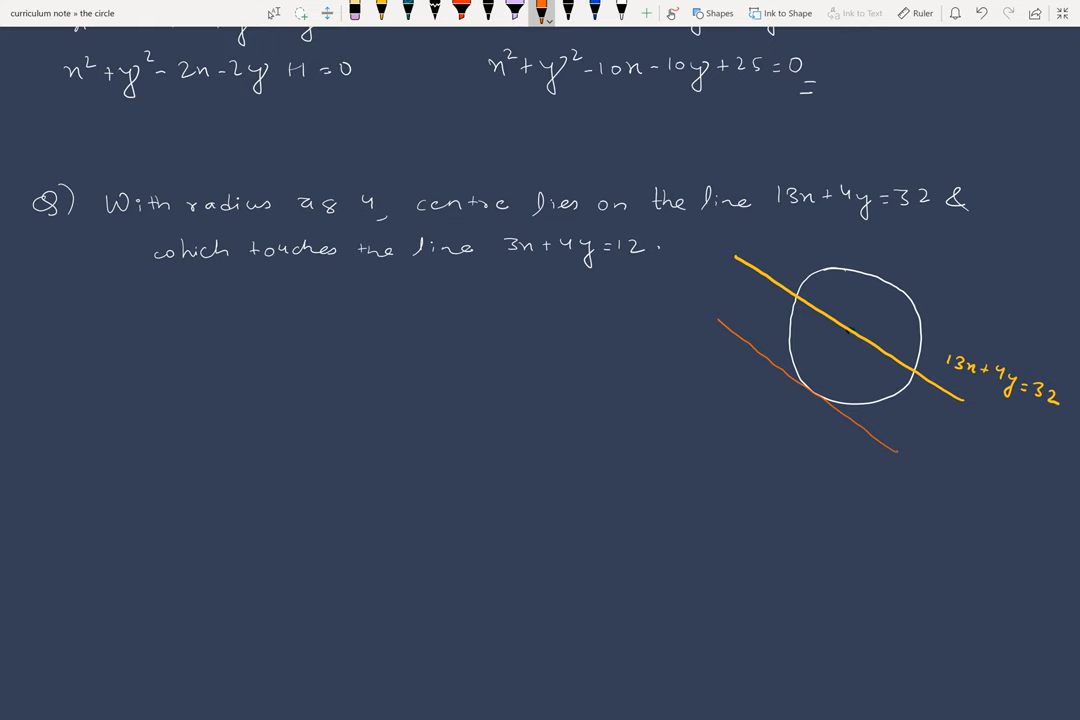 curriculum note » the circle
Shapes Ink to Shape Ink to Text Ruler
x² + y² - 2x - 2y + 1 = 0
x² + y² - 10x - 10y + 25 = 0
Q) With radius as 4, centre lies on the line 13x + 4y = 32 &
which touches the line 3x + 4y = 12.
13x + 4y = 32